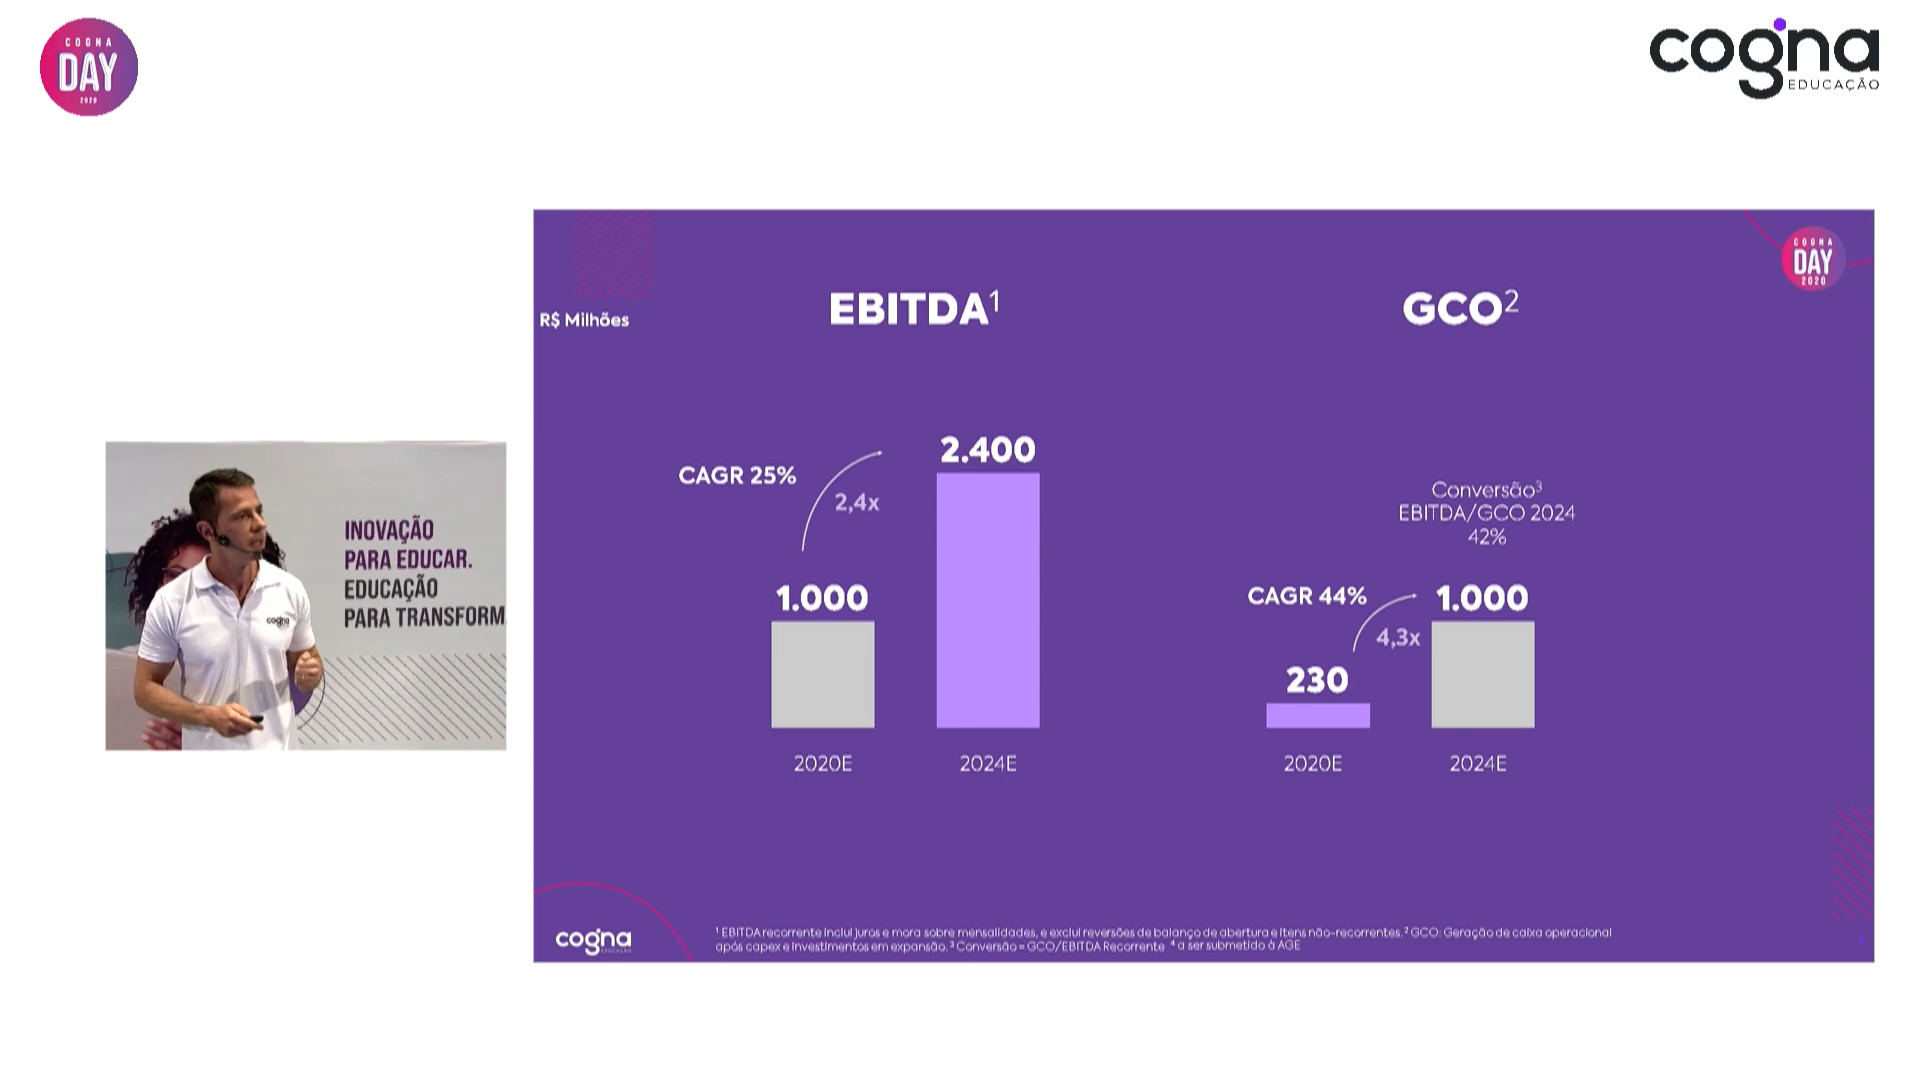 COGNA
DAY
2020
cogna
EDUCAÇÃO
INOVAÇÃO
PARA EDUCAR.
EDUCAÇÃO
PARA TRANSFORM
cogna
COGNA
DAY
2020
R$ Milhões
EBITDA¹
GCO²
CAGR 25%
2,4x
2.400
1.000
2020E
2024E
Conversão³
EBITDA/GCO 2024
42%
CAGR 44%
4,3x
1.000
230
2020E
2024E
cogna
EDUCAÇÃO
¹ EBITDA recorrente inclui juros e mora sobre mensalidades, e exclui reversões de balanço de abertura e itens não-recorrentes. ² GCO: Geração de caixa operacional
após capex e investimentos em expansão. ³ Conversão = GCO/EBITDA Recorrente ⁴ a ser submetido à AGE